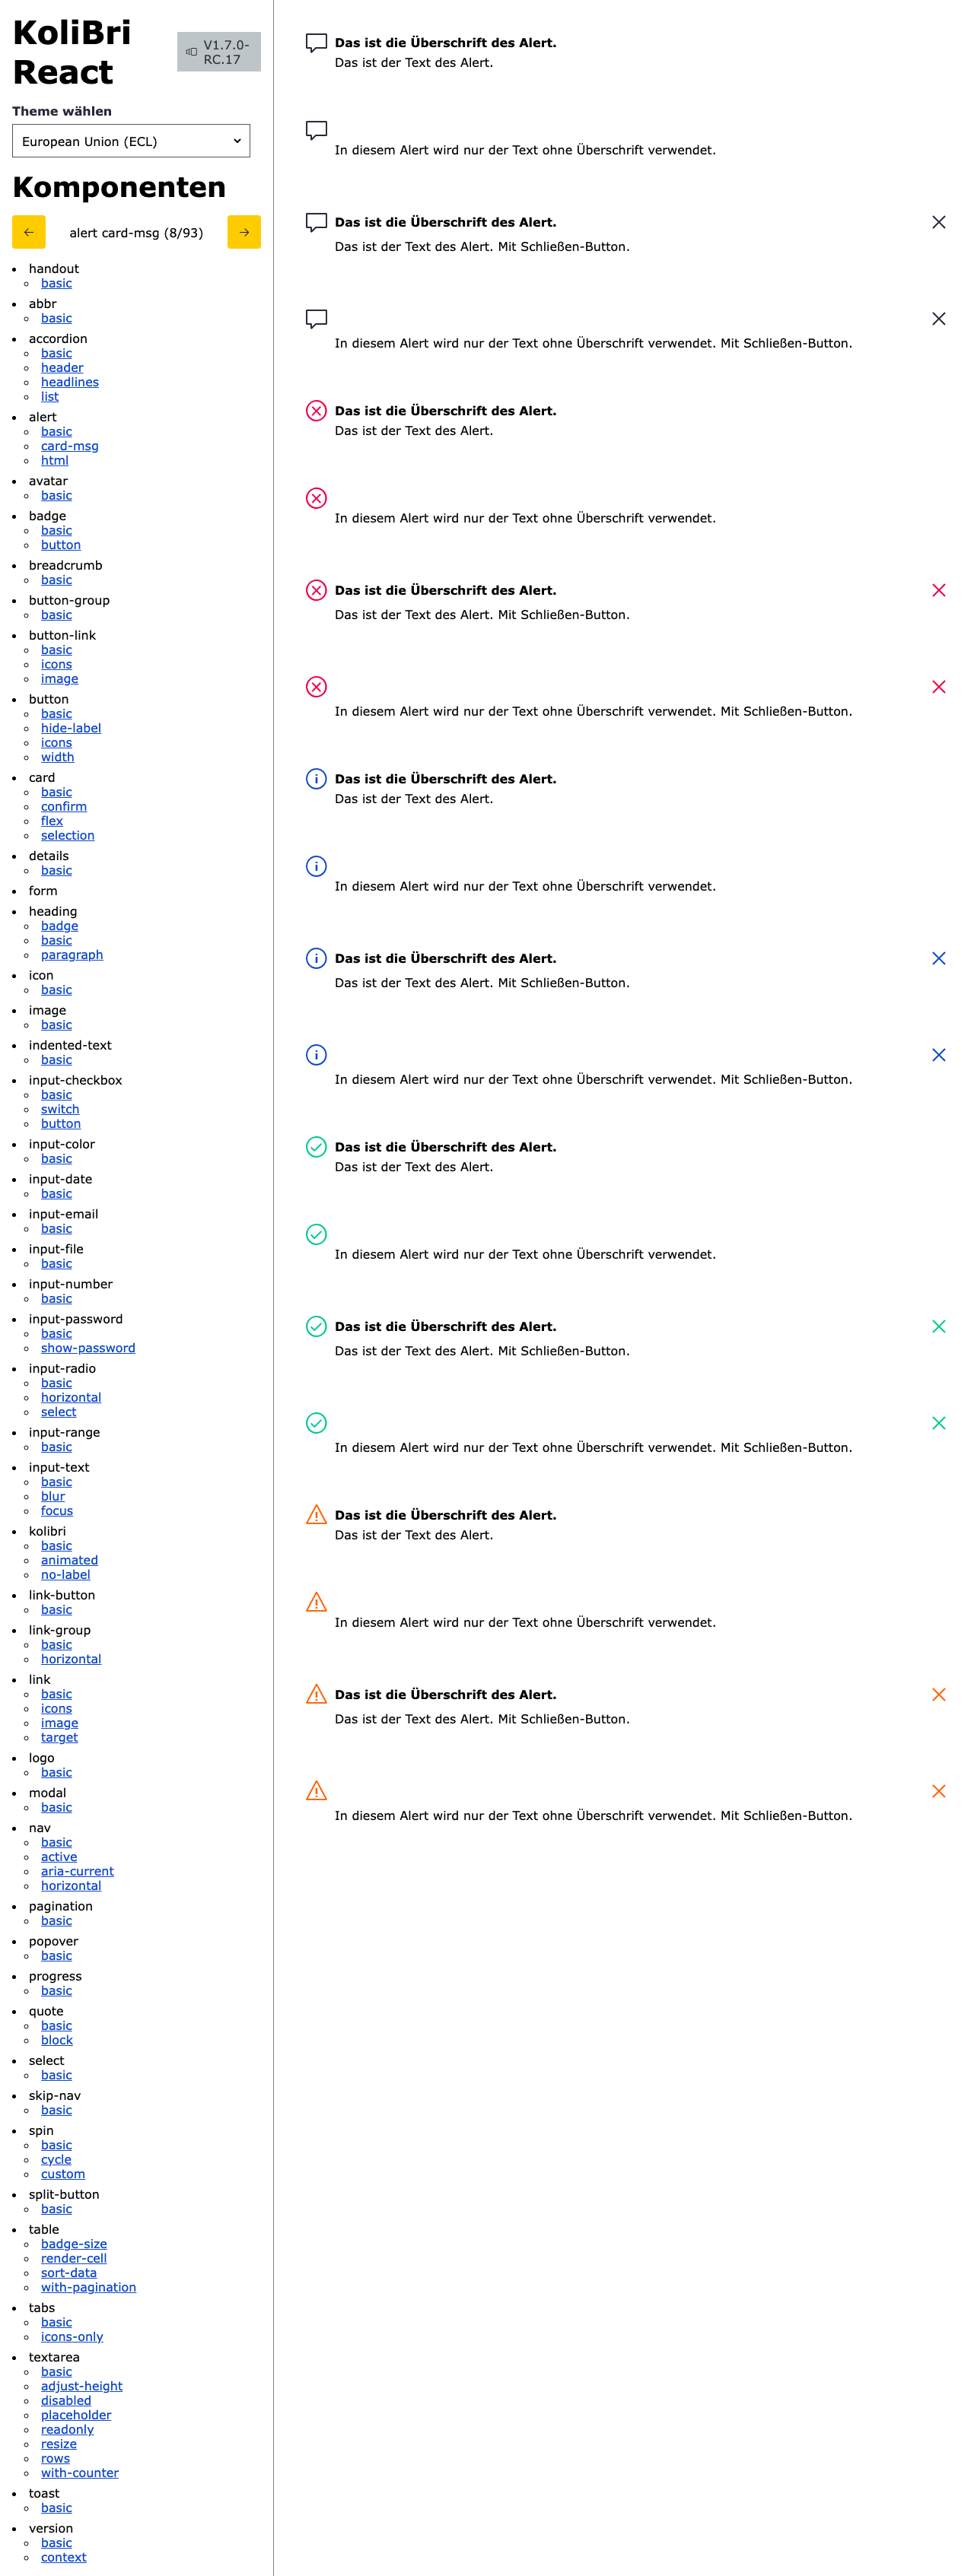 KoliBri
React
V1.7.0-
RC.17
Theme wählen
European Union (ECL)
Komponenten
alert card-msg (8/93)
handout
basic
abbr
basic
accordion
basic
header
headlines
list
alert
basic
card-msg
html
avatar
basic
badge
basic
button
breadcrumb
basic
button-group
basic
button-link
basic
icons
image
button
basic
hide-label
icons
width
card
basic
confirm
flex
selection
details
basic
form
heading
badge
basic
paragraph
icon
basic
image
basic
indented-text
basic
input-checkbox
basic
switch
button
input-color
basic
input-date
basic
input-email
basic
input-file
basic
input-number
basic
input-password
basic
show-password
input-radio
basic
horizontal
select
input-range
basic
input-text
basic
blur
focus
kolibri
basic
animated
no-label
link-button
basic
link-group
basic
horizontal
link
basic
icons
image
target
logo
basic
modal
basic
nav
basic
active
aria-current
horizontal
pagination
basic
popover
basic
progress
basic
quote
basic
block
select
basic
skip-nav
basic
spin
basic
cycle
custom
split-button
basic
table
badge-size
render-cell
sort-data
with-pagination
tabs
basic
icons-only
textarea
basic
adjust-height
disabled
placeholder
readonly
resize
rows
with-counter
toast
basic
version
basic
context
Das ist die Überschrift des Alert.
Das ist der Text des Alert.
In diesem Alert wird nur der Text ohne Überschrift verwendet.
Das ist die Überschrift des Alert.
Das ist der Text des Alert. Mit Schließen-Button.
In diesem Alert wird nur der Text ohne Überschrift verwendet. Mit Schließen-Button.
Das ist die Überschrift des Alert.
Das ist der Text des Alert.
In diesem Alert wird nur der Text ohne Überschrift verwendet.
Das ist die Überschrift des Alert.
Das ist der Text des Alert. Mit Schließen-Button.
In diesem Alert wird nur der Text ohne Überschrift verwendet. Mit Schließen-Button.
Das ist die Überschrift des Alert.
Das ist der Text des Alert.
In diesem Alert wird nur der Text ohne Überschrift verwendet.
Das ist die Überschrift des Alert.
Das ist der Text des Alert. Mit Schließen-Button.
In diesem Alert wird nur der Text ohne Überschrift verwendet. Mit Schließen-Button.
Das ist die Überschrift des Alert.
Das ist der Text des Alert.
In diesem Alert wird nur der Text ohne Überschrift verwendet.
Das ist die Überschrift des Alert.
Das ist der Text des Alert. Mit Schließen-Button.
In diesem Alert wird nur der Text ohne Überschrift verwendet. Mit Schließen-Button.
Das ist die Überschrift des Alert.
Das ist der Text des Alert.
In diesem Alert wird nur der Text ohne Überschrift verwendet.
Das ist die Überschrift des Alert.
Das ist der Text des Alert. Mit Schließen-Button.
In diesem Alert wird nur der Text ohne Überschrift verwendet. Mit Schließen-Button.